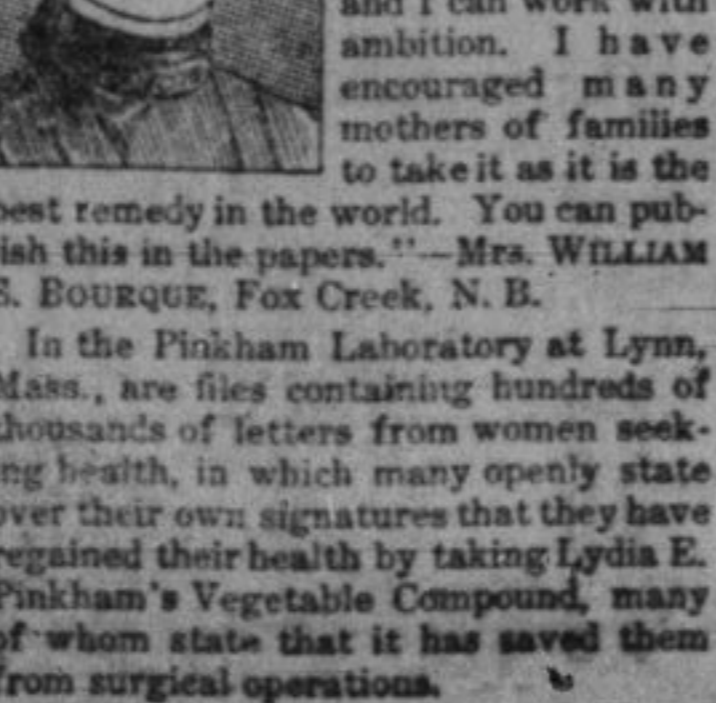 and I can work with
ambition. I have
encouraged many
mothers of families
to take it as it is the
best remedy in the world. You can pub-
lish this in the papers."—Mrs. WILLIAM
S. BOURQUE, Fox Creek, N. B.
In the Pinkham Laboratory at Lynn,
Mass., are files containing hundreds of
thousands of letters from women seek-
ing health, in which many openly state
over their own signatures that they have
regained their health by taking Lydia E.
Pinkham's Vegetable Compound, many
of whom state that it has saved them
from surgical operations.